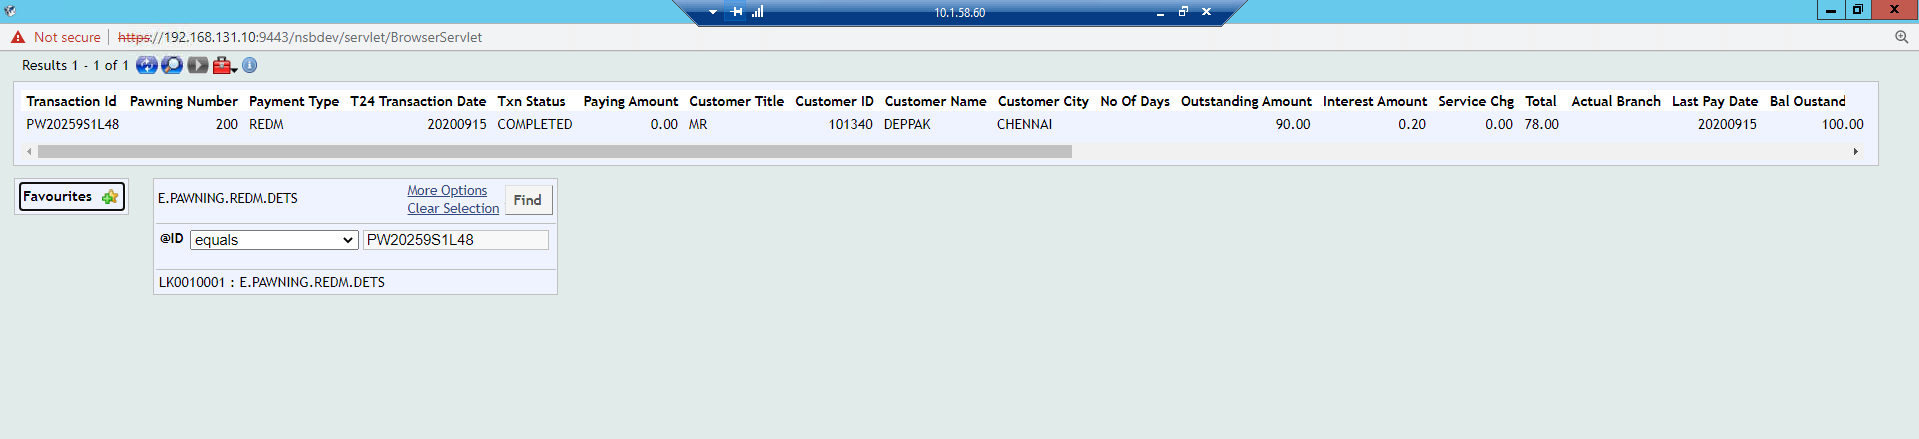 10.1.58.60
Not secure https://192.168.131.10:9443/nsbdev/servlet/BrowserServlet
Results 1 - 1 of 1
Transaction Id Pawning Number Payment Type T24 Transaction Date Txn Status Paying Amount Customer Title Customer ID Customer Name Customer City No Of Days Outstanding Amount Interest Amount Service Chg Total Actual Branch Last Pay Date Bal Oustand
PW20259S1L48 200 REDM 20200915 COMPLETED 0.00 MR 101340 DEPPAK CHENNAI 90.00 0.20 0.00 78.00 20200915 100.00
Favourites
E.PAWNING.REDM.DETS
More Options
Clear Selection
Find
@ID equals PW20259S1L48
LK0010001 : E.PAWNING.REDM.DETS